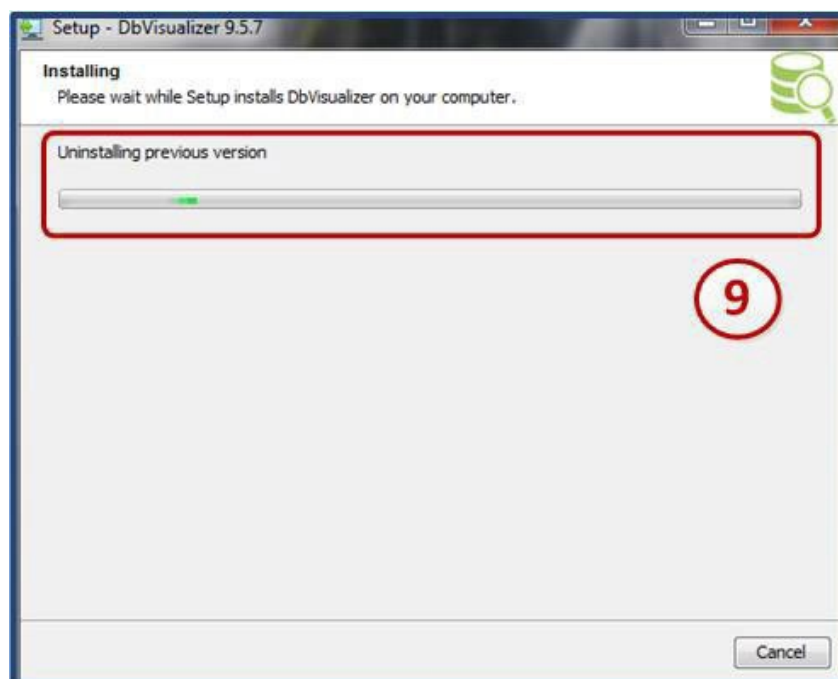 Setup - DbVisualizer 9.5.7
Installing
Please wait while Setup installs DbVisualizer on your computer.
Uninstalling previous version
9
Cancel